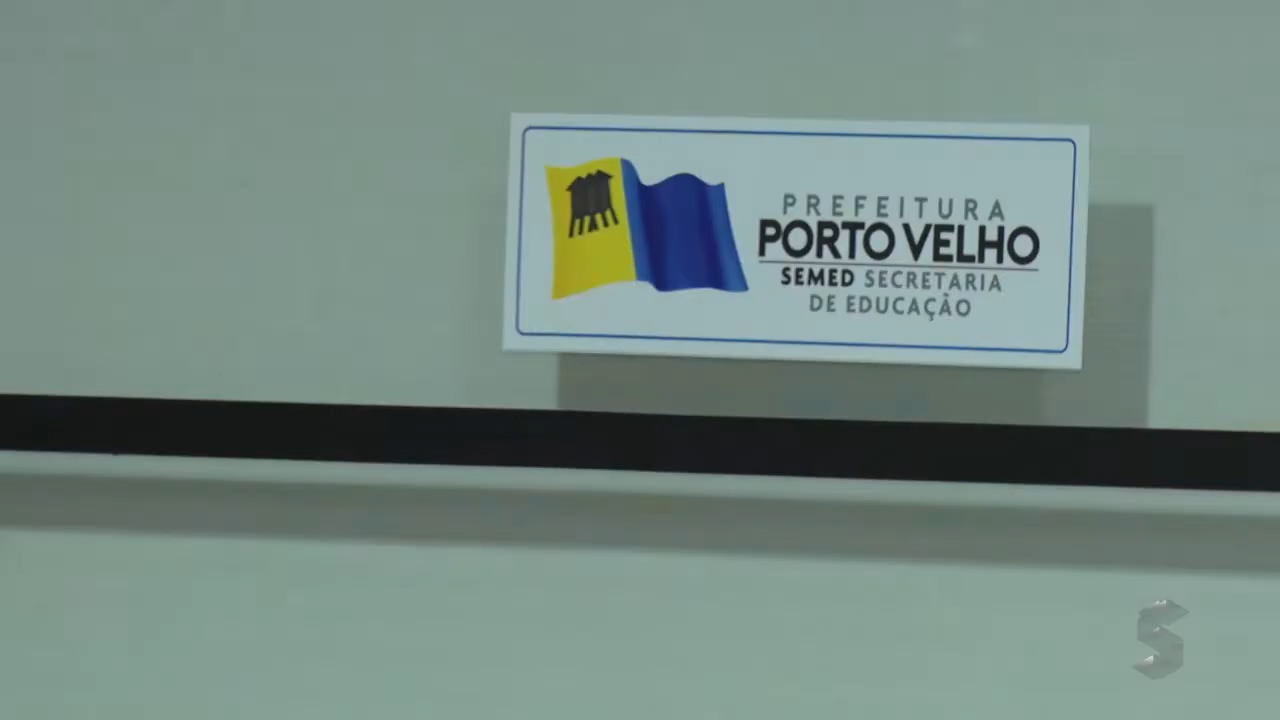 PREFEITURA
PORTO VELHO
SEMED SECRETARIA
DE EDUCAÇÃO
S